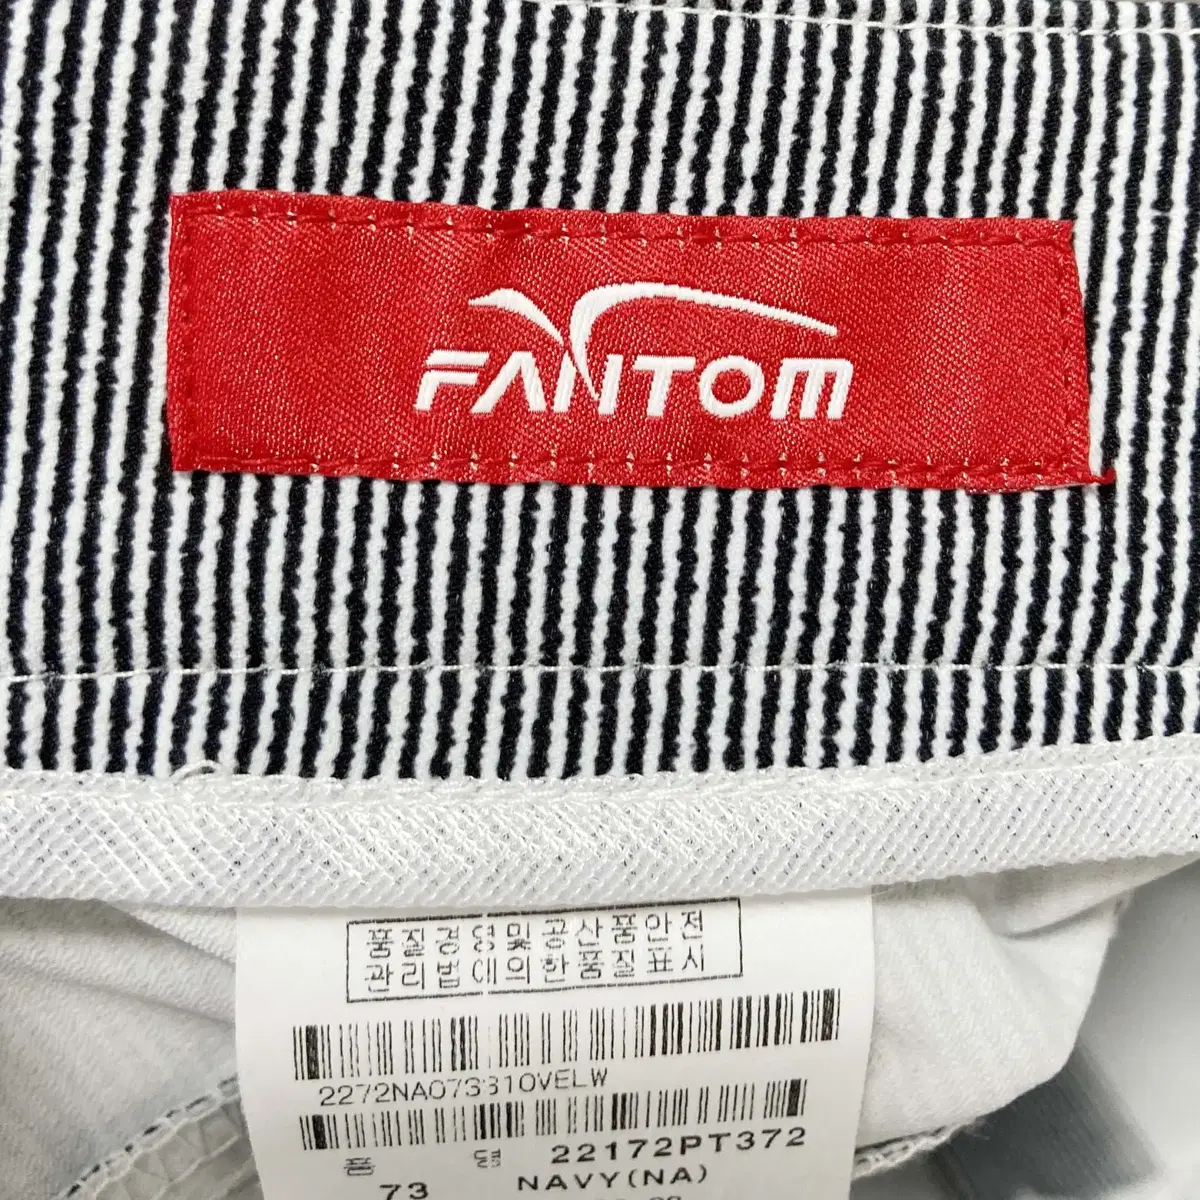 FANTOM
품질경영및공산품안전
관리법에의한품질표시
2272NA073310VELW
품 명 22172PT372
73 NAVY(NA)